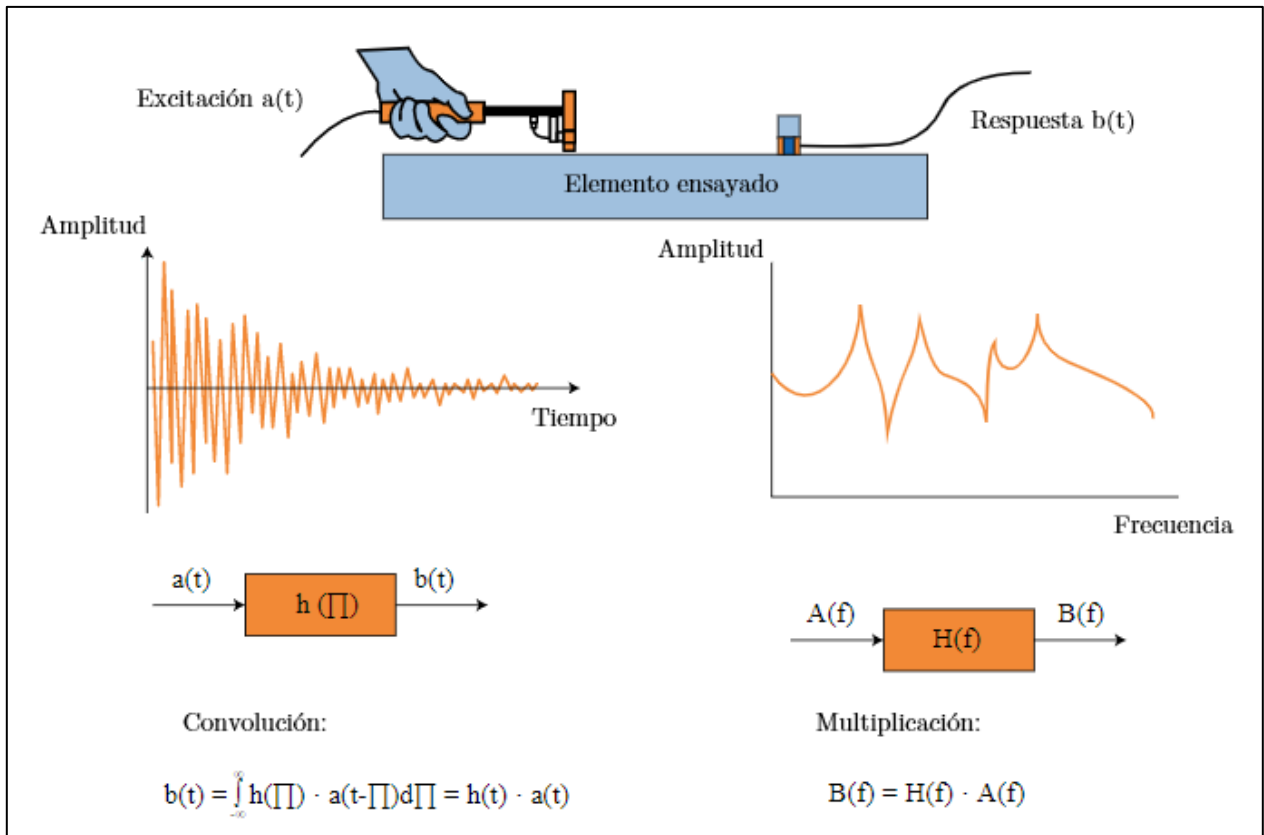 Excitación a(t)
Respuesta b(t)
Elemento ensayado
Amplitud
Tiempo
Amplitud
Frecuencia
a(t)
h (∏)
b(t)
A(f)
H(f)
B(f)
Convolución:
b(t) = ∫_{-∞}^{∞} h(∏) · a(t-∏)d∏ = h(t) · a(t)
Multiplicación:
B(f) = H(f) · A(f)